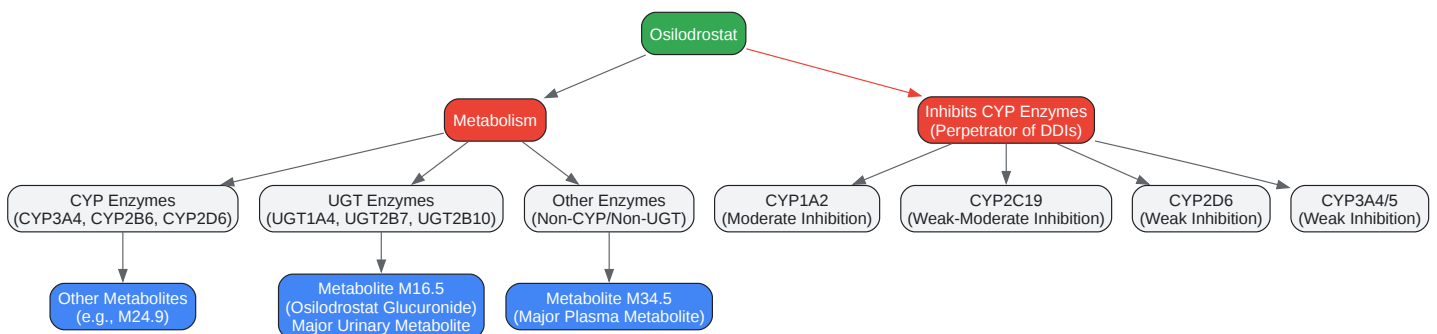 Osilodrostat
Metabolism
Inhibits CYP Enzymes
(Perpetrator of DDIs)
CYP Enzymes
(CYP3A4, CYP2B6, CYP2D6)
UGT Enzymes
(UGT1A4, UGT2B7, UGT2B10)
Other Enzymes
(Non-CYP/Non-UGT)
CYP1A2
(Moderate Inhibition)
CYP2C19
(Weak-Moderate Inhibition)
CYP2D6
(Weak Inhibition)
CYP3A4/5
(Weak Inhibition)
Other Metabolites
(e.g., M24.9)
Metabolite M16.5
(Osilodrostat Glucuronide)
Major Urinary Metabolite
Metabolite M34.5
(Major Plasma Metabolite)